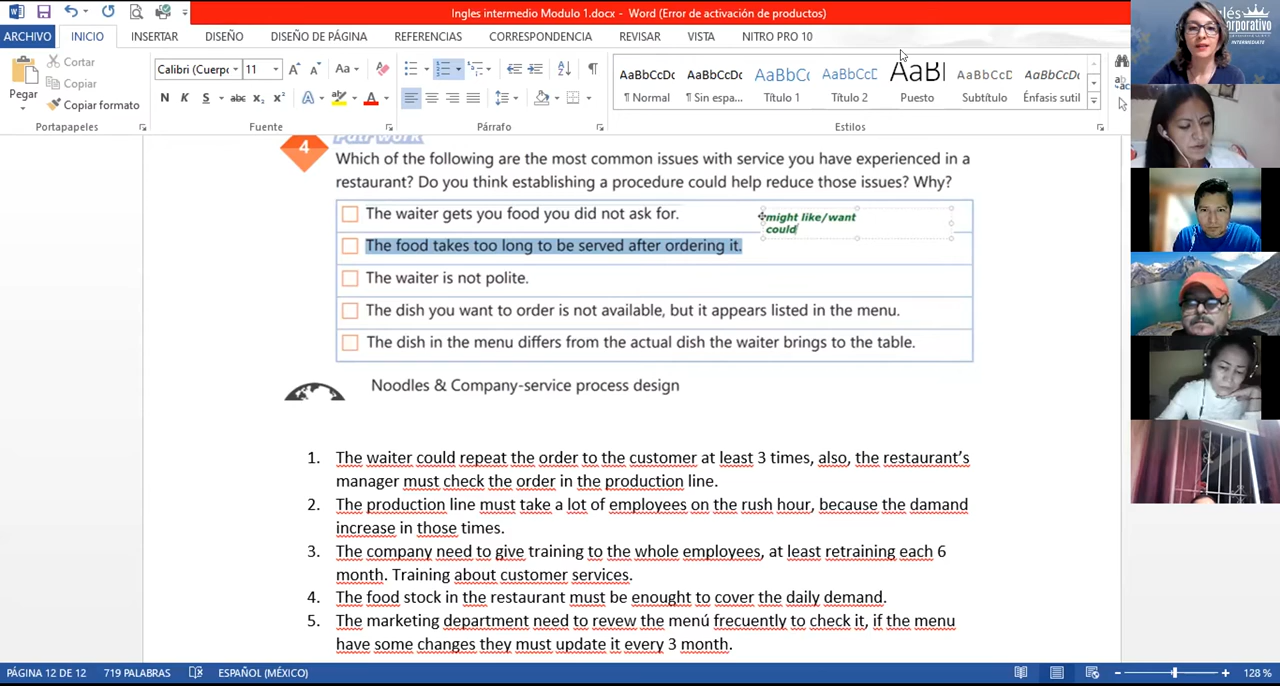 Ingles intermedio Modulo 1.docx - Word (Error de activación de productos)
ARCHIVO INICIO INSERTAR DISEÑO DISEÑO DE PÁGINA REFERENCIAS CORRESPONDENCIA REVISAR VISTA NITRO PRO 10
Pegar
Cortar
Copiar
Copiar formato
Portapapeles
Calibri (Cuerpo 11
N K S abc x₂ x²
Fuente
Párrafo
AaBbCcDc AaBbCcDc AaBbCc AaBbCcC AaBl AaBbCcD AaBbCcDc
¶ Normal ¶ Sin espa... Título 1 Título 2 Puesto Subtítulo Énfasis sutil
Estilos
INTERMEDIATE
4
Pair work
Which of the following are the most common issues with service you have experienced in a
restaurant? Do you think establishing a procedure could help reduce those issues? Why?
The waiter gets you food you did not ask for.
might like/want
could
The food takes too long to be served after ordering it.
The waiter is not polite.
The dish you want to order is not available, but it appears listed in the menu.
The dish in the menu differs from the actual dish the waiter brings to the table.
Noodles & Company-service process design
1. The waiter could repeat the order to the customer at least 3 times, also, the restaurant's
manager must check the order in the production line.
2. The production line must take a lot of employees on the rush hour, because the damand
increase in those times.
3. The company need to give training to the whole employees, at least retraining each 6
month. Training about customer services.
4. The food stock in the restaurant must be enought to cover the daily demand.
5. The marketing department need to revew the menú frecuently to check it, if the menu
have some changes they must update it every 3 month.
PÁGINA 12 DE 12 719 PALABRAS ESPAÑOL (MÉXICO) 128 %